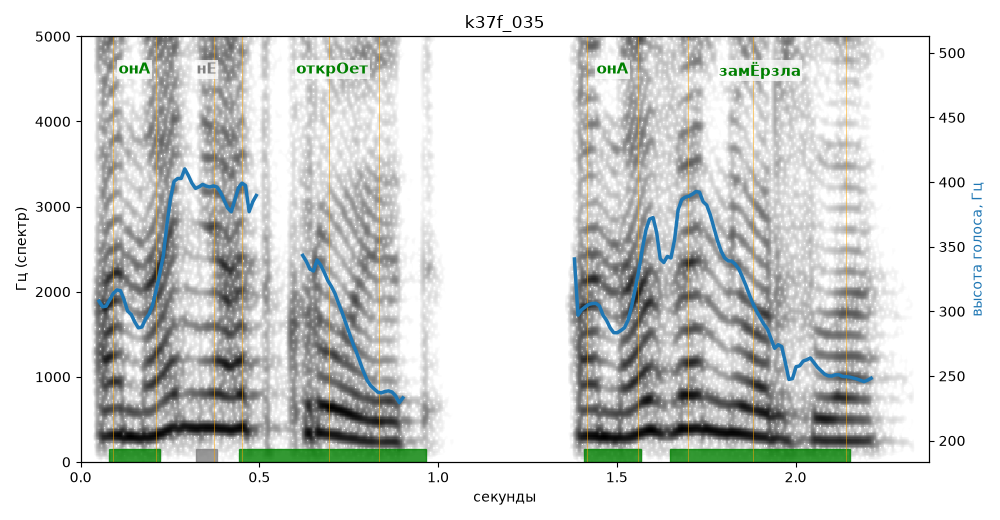 k37f_035
5000
4000
3000
2000
1000
0
Гц (спектр)
онА
нЕ
открОет
онА
замЁрзла
500
450
400
350
300
250
200
высота голоса, Гц
0.0
0.5
1.0
1.5
2.0
секунды